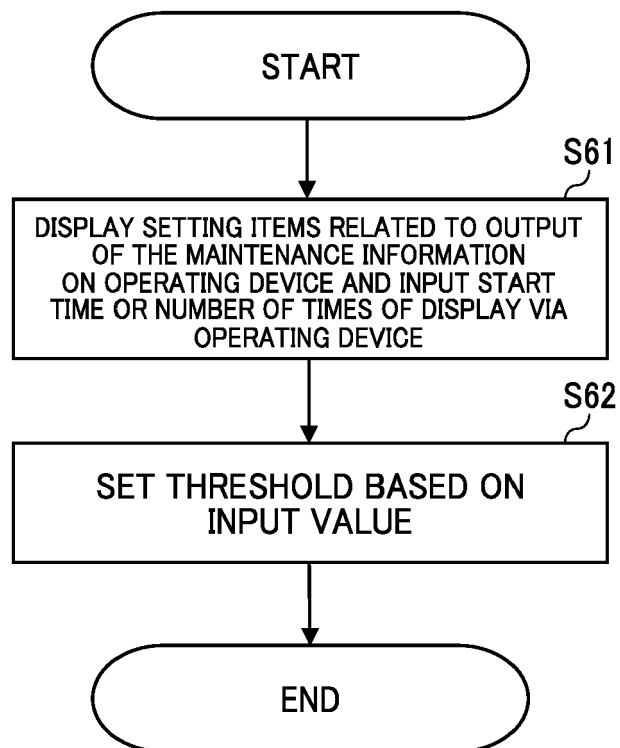 START
S61
DISPLAY SETTING ITEMS RELATED TO OUTPUT
OF THE MAINTENANCE INFORMATION
ON OPERATING DEVICE AND INPUT START
TIME OR NUMBER OF TIMES OF DISPLAY VIA
OPERATING DEVICE
S62
SET THRESHOLD BASED ON
INPUT VALUE
END